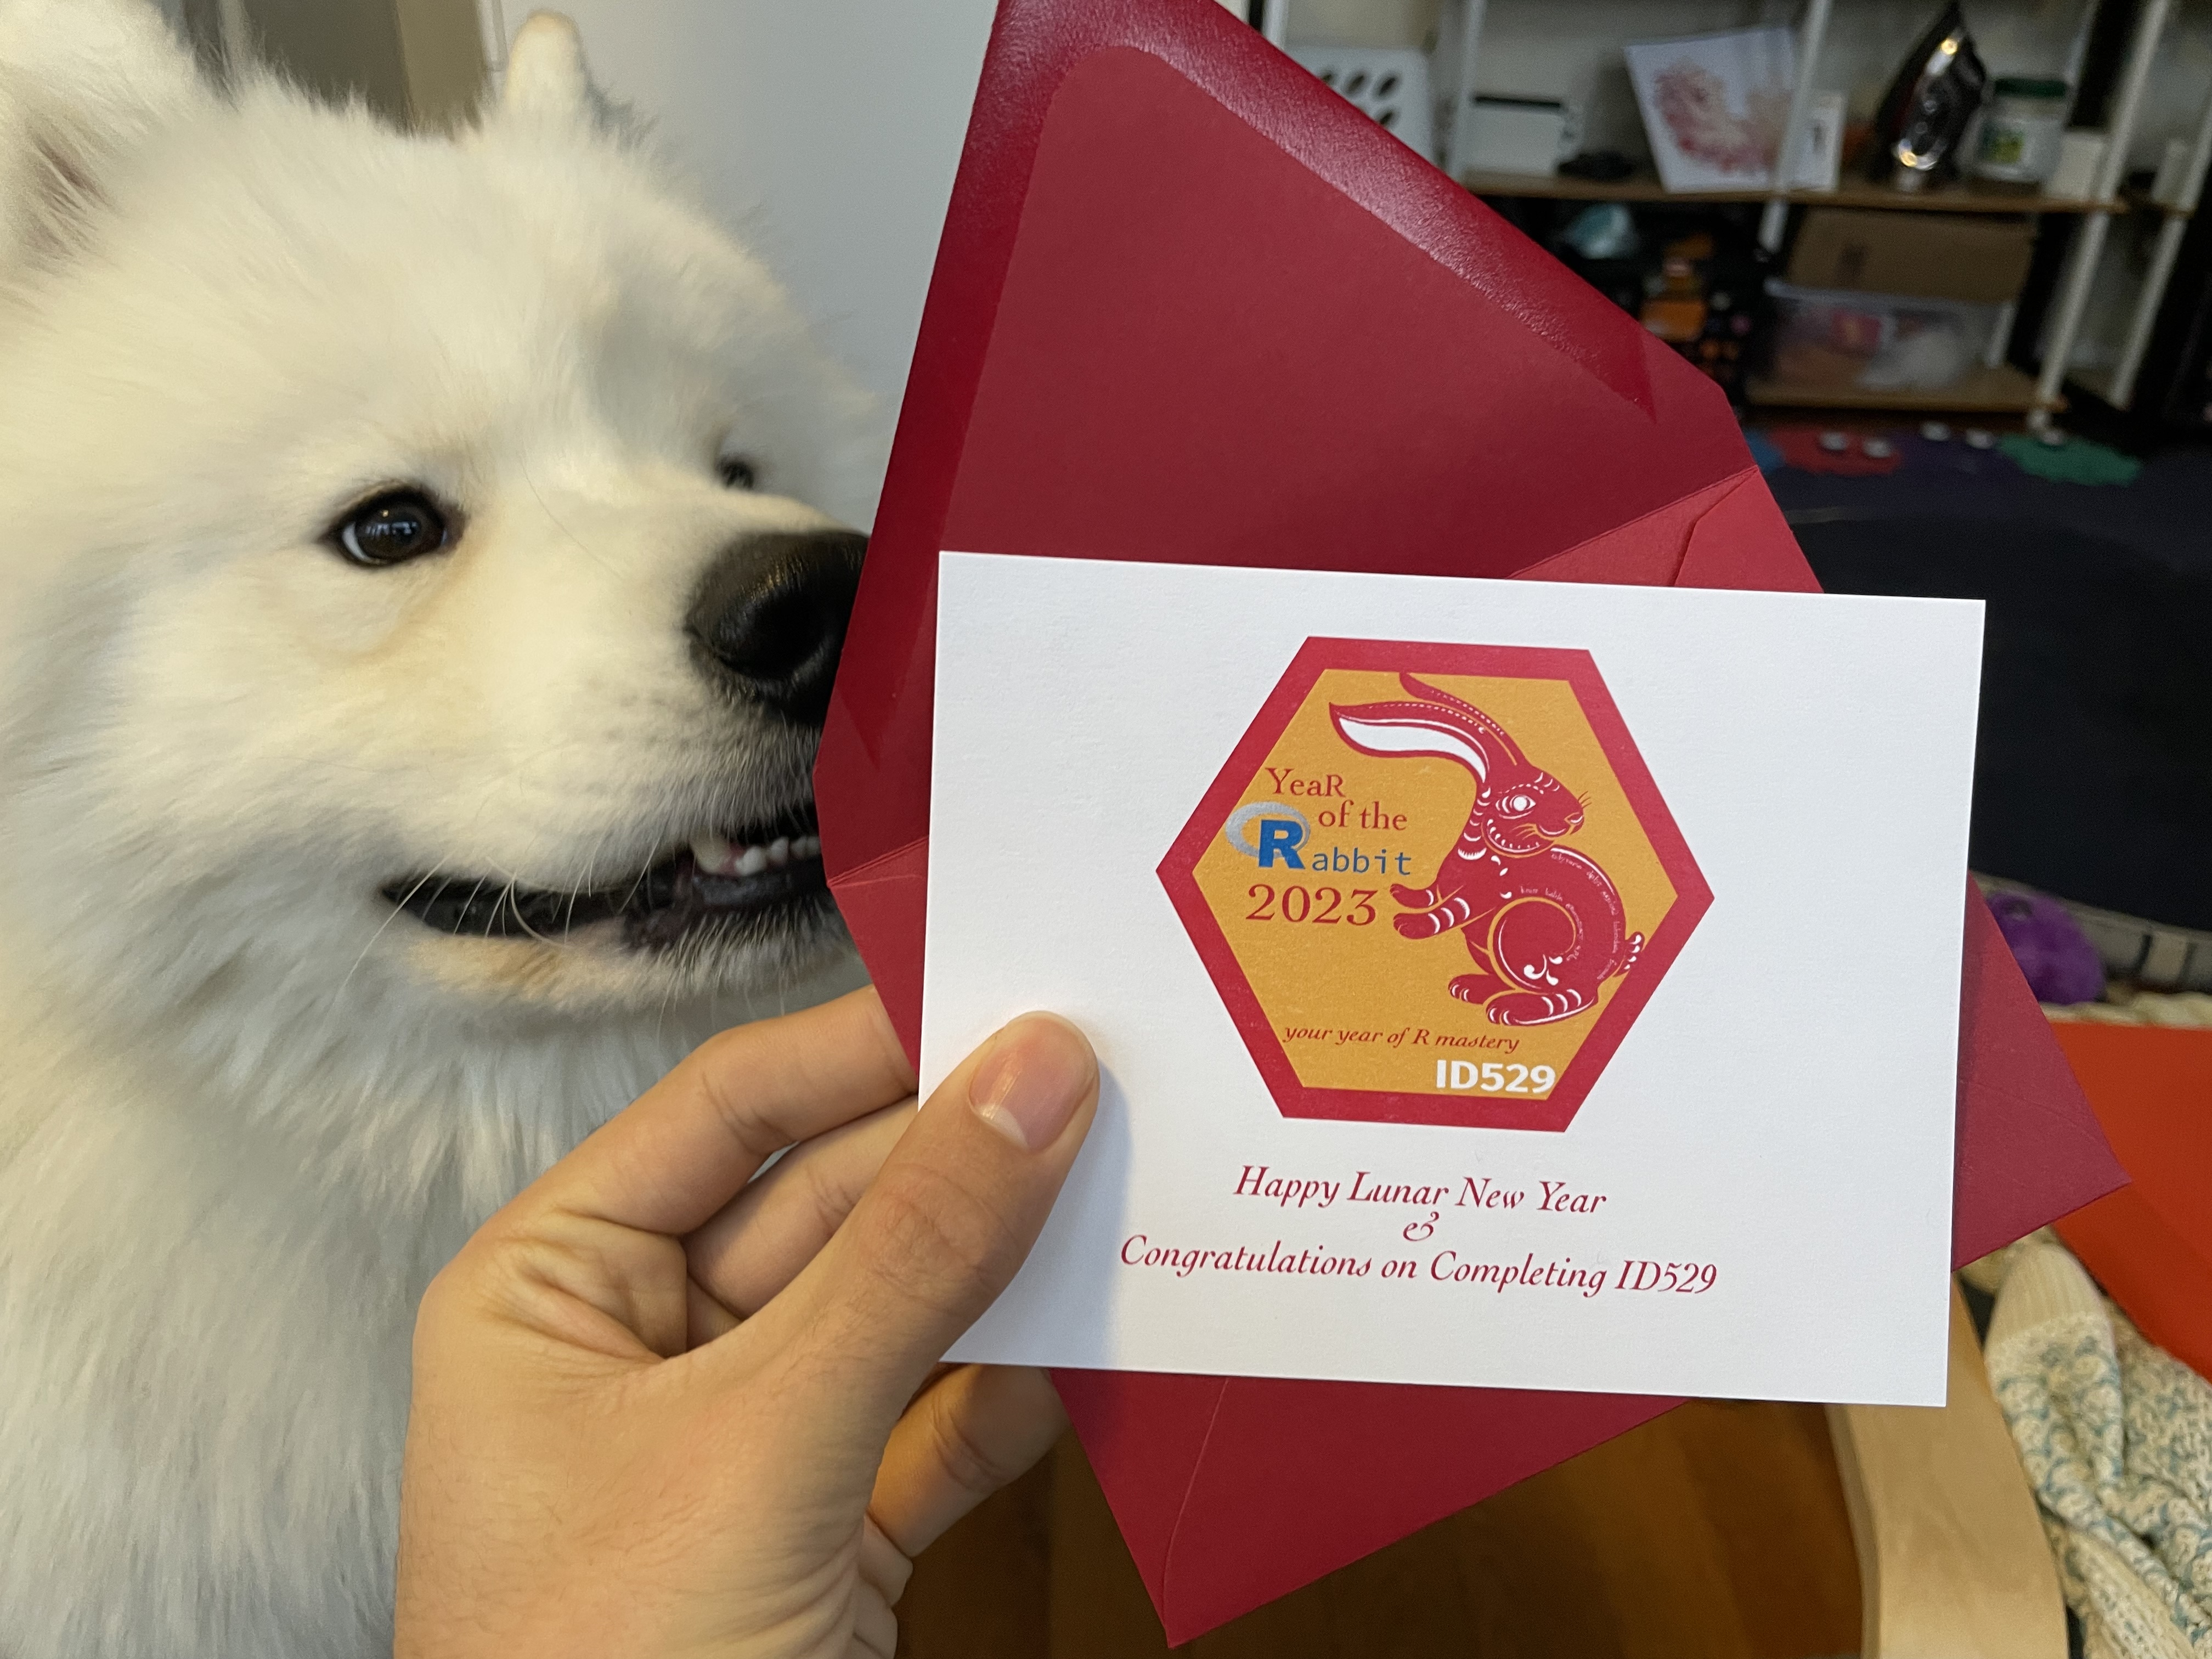 YeaR
of the
Rabbit
2023
your year of R mastery
ID529
Happy Lunar New Year
&
Congratulations on Completing ID529